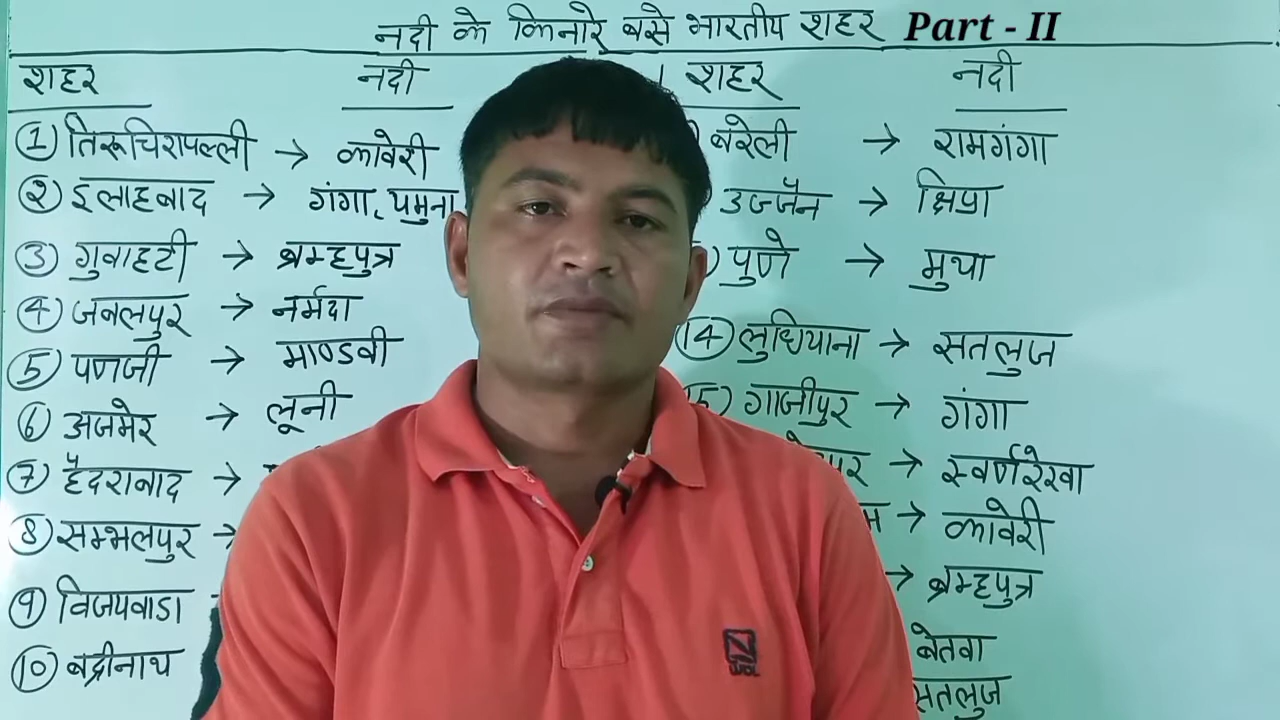 नदी के किनारे बसे भारतीय शहर Part - II
शहर नदी
① तिरूचिरापल्ली → कावेरी
② इलाहबाद → गंगा, यमुना
③ गुवाहटी → ब्रम्हपुत्र
④ जबलपुर → नर्मदा
⑤ पणजी → माण्डवी
⑥ अजमेर → लूनी
⑦ हैदराबाद →
⑧ सम्भलपुर →
⑨ विजयवाडा
⑩ बद्रीनाथ
शहर नदी
बरेली → रामगंगा
उज्जैन → क्षिप्रा
पुणे → मुथा
⑭ लुधियाना → सतलुज
गाजीपुर → गंगा
→ स्वर्णरेखा
→ कावेरी
→ ब्रम्हपुत्र
बेतवा
सतलुज